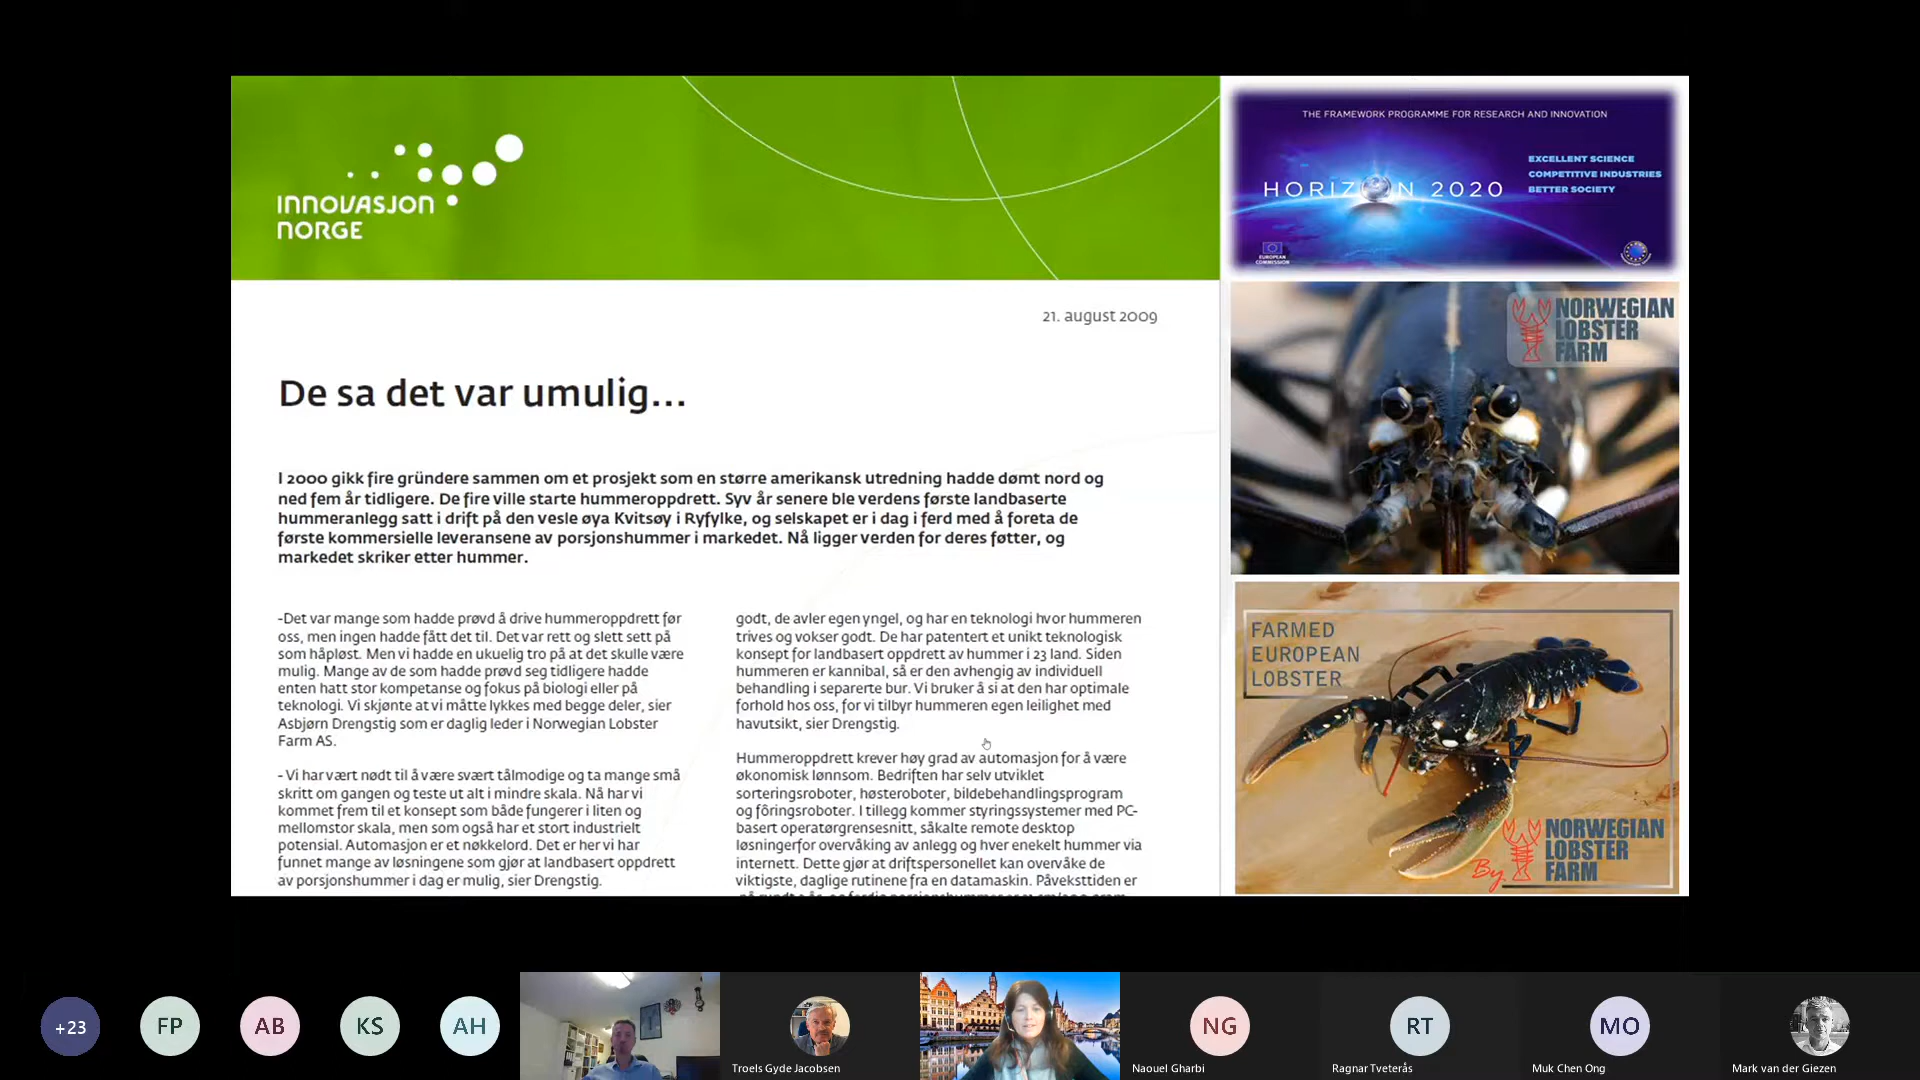 INNOVASJON
NORGE
21. august 2009
De sa det var umulig...
I 2000 gikk fire gründere sammen om et prosjekt som en større amerikansk utredning hadde dømt nord og
ned fem år tidligere. De fire ville starte hummeroppdrett. Syv år senere ble verdens første landbaserte
hummeranlegg satt i drift på den vesle øya Kvitsøy i Ryfylke, og selskapet er i dag i ferd med å foreta de
første kommersielle leveransene av porsjonshummer i markedet. Nå ligger verden for deres føtter, og
markedet skriker etter hummer.
-Det var mange som hadde prøvd å drive hummeroppdrett før
oss, men ingen hadde fått det til. Det var rett og slett sett på
som håpløst. Men vi hadde en ukuelig tro på at det skulle være
mulig. Mange av de som hadde prøvd seg tidligere hadde
enten hatt stor kompetanse og fokus på biologi eller på
teknologi. Vi skjønte at vi måtte lykkes med begge deler, sier
Asbjørn Drengstig som er daglig leder i Norwegian Lobster
Farm AS.
- Vi har vært nødt til å være svært tålmodige og ta mange små
skritt om gangen og teste ut alt i mindre skala. Nå har vi
kommet frem til et konsept som både fungerer i liten og
mellomstor skala, men som også har et stort industrielt
potensial. Automasjon er et nøkkelord. Det er her vi har
funnet mange av løsningene som gjør at landbasert oppdrett
av porsjonshummer i dag er mulig, sier Drengstig.
godt, de avler egen yngel, og har en teknologi hvor hummeren
trives og vokser godt. De har patentert et unikt teknologisk
konsept for landbasert oppdrett av hummer i 23 land. Siden
hummeren er kannibal, så er den avhengig av individuell
behandling i separerte bur. Vi bruker å si at den har optimale
forhold hos oss, for vi tilbyr hummeren egen leilighet med
havutsikt, sier Drengstig.
Hummeroppdrett krever høy grad av automasjon for å være
økonomisk lønnsom. Bedriften har selv utviklet
sorteringsroboter, høsteroboter, bildebehandlingsprogram
og fôringsroboter. I tillegg kommer styringssystemer med PC-
basert operatørgrensesnitt, såkalte remote desktop
løsningerfor overvåking av anlegg og hver enekelt hummer via
internett. Dette gjør at driftspersonellet kan overvåke de
viktigste, daglige rutinene fra en datamaskin. Påveksttiden er
THE FRAMEWORK PROGRAMME FOR RESEARCH AND INNOVATION
HORIZON 2020
EXCELLENT SCIENCE
COMPETITIVE INDUSTRIES
BETTER SOCIETY
EUROPEAN
COMMISSION
NORWEGIAN
LOBSTER
FARM
FARMED
EUROPEAN
LOBSTER
By
NORWEGIAN
LOBSTER
FARM
+23
FP
AB
KS
AH
Troels Gyde Jacobsen
NG
Naouel Gharbi
RT
Ragnar Tveterås
MO
Muk Chen Ong
Mark van der Giezen